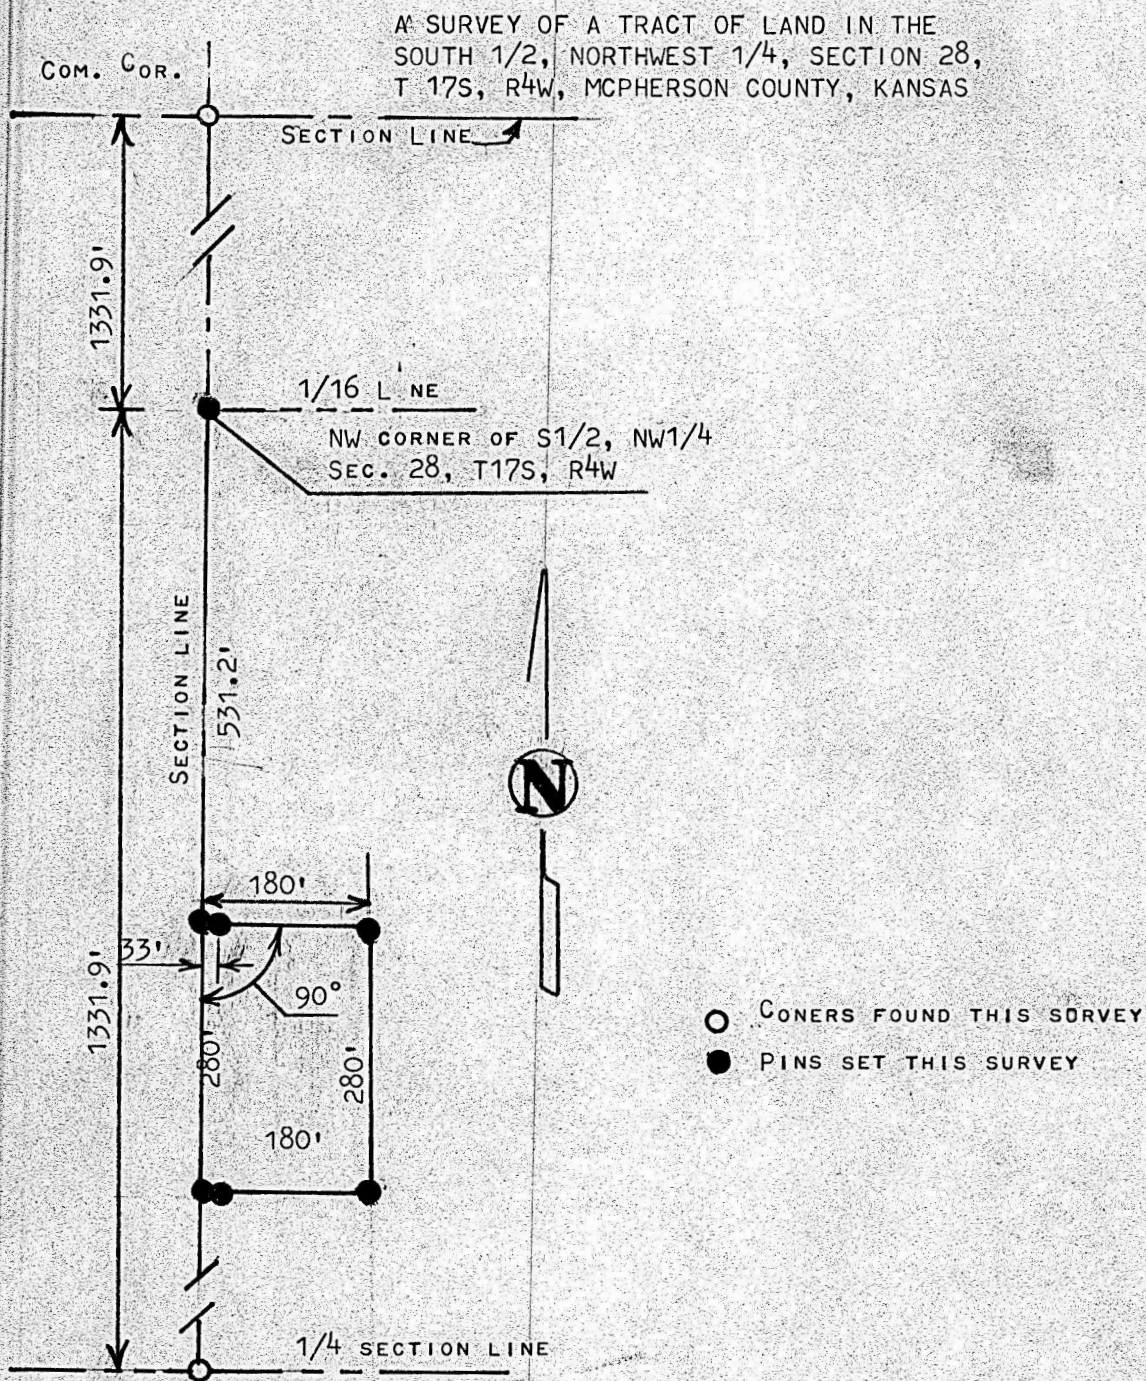 A SURVEY OF A TRACT OF LAND IN THE
SOUTH 1/2, NORTHWEST 1/4, SECTION 28,
T 17S, R4W, MCPHERSON COUNTY, KANSAS
COM. COR.
SECTION LINE
1331.9'
1/16 LINE
NW CORNER OF S1/2, NW1/4
SEC. 28, T17S, R4W
SECTION LINE
531.2'
N
180'
33'
90°
1331.9'
280'
280'
180'
CONERS FOUND THIS SURVEY
PINS SET THIS SURVEY
1/4 SECTION LINE